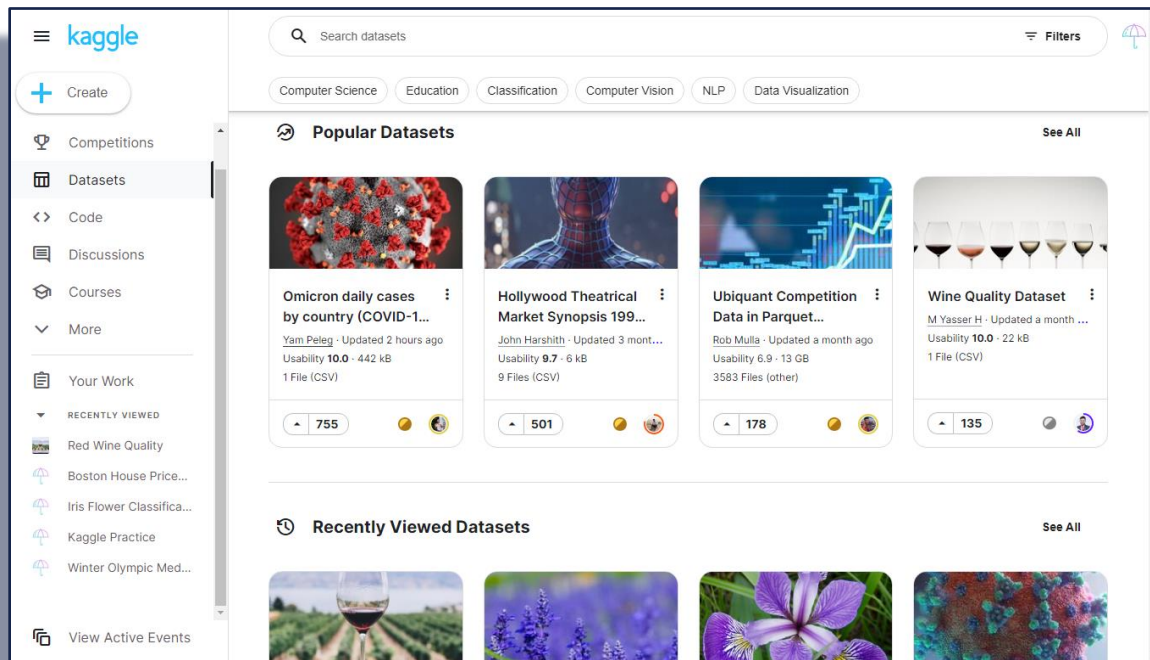 kaggle
Search datasets
Filters
Create
Computer Science
Education
Classification
Computer Vision
NLP
Data Visualization
Competitions
Datasets
Code
Discussions
Courses
More
Your Work
RECENTLY VIEWED
Red Wine Quality
Boston House Price...
Iris Flower Classifica...
Kaggle Practice
Winter Olympic Med...
View Active Events
Popular Datasets
See All
Omicron daily cases
by country (COVID-1...
Yam Peleg · Updated 2 hours ago
Usability 10.0 · 442 kB
1 File (CSV)
755
Hollywood Theatrical
Market Synopsis 199...
John Harshith · Updated 3 mont...
Usability 9.7 · 6 kB
9 Files (CSV)
501
Ubiquant Competition
Data in Parquet...
Rob Mulla · Updated a month ago
Usability 6.9 · 13 GB
3583 Files (other)
178
Wine Quality Dataset
M Yasser H · Updated a month ...
Usability 10.0 · 22 kB
1 File (CSV)
135
Recently Viewed Datasets
See All